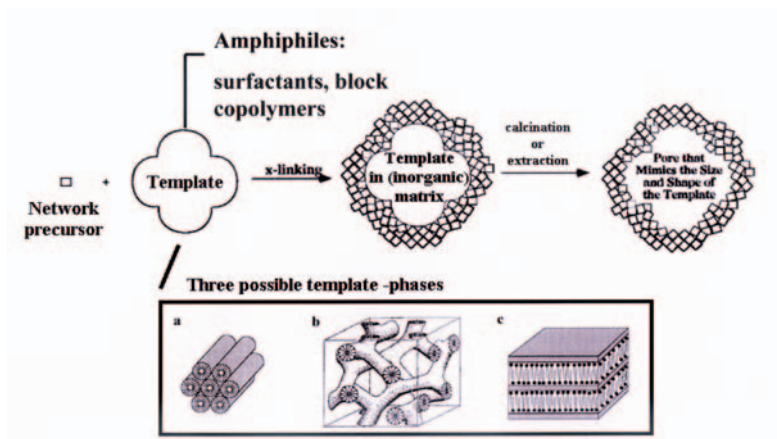 Amphiphiles:
surfactants, block
copolymers
+
Template
Network
precursor
x-linking
Template
in (inorganic)
matrix
calcination
or
extraction
Pore that
Mimics the Size
and Shape of
the Template
Three possible template -phases
a
b
c